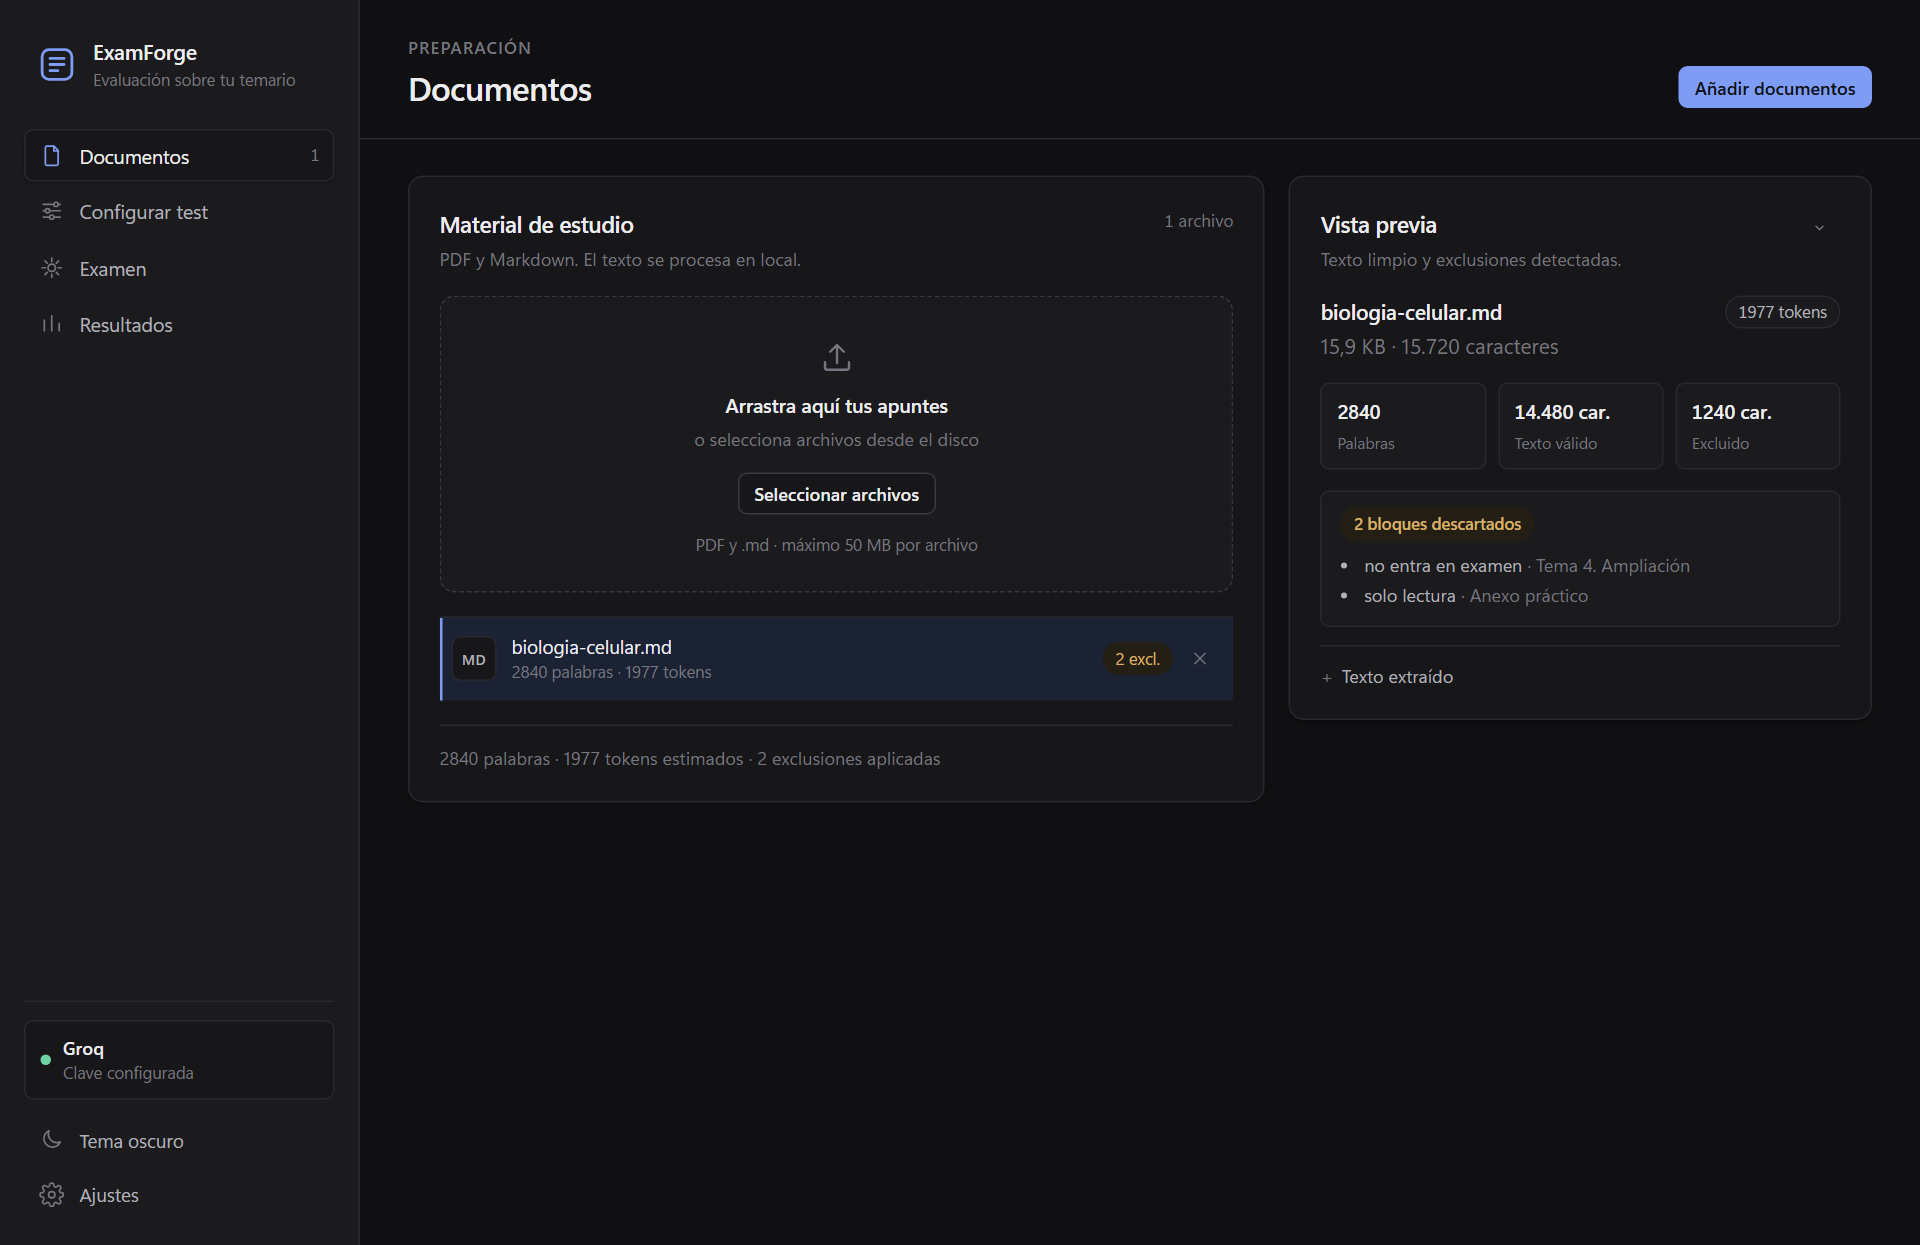 ExamForge
Evaluación sobre tu temario
Documentos 1
Configurar test
Examen
Resultados
Groq
Clave configurada
Tema oscuro
Ajustes
PREPARACIÓN
Documentos
Añadir documentos
Material de estudio
1 archivo
PDF y Markdown. El texto se procesa en local.
Arrastra aquí tus apuntes
o selecciona archivos desde el disco
Seleccionar archivos
PDF y .md · máximo 50 MB por archivo
MD
biologia-celular.md
2840 palabras · 1977 tokens
2 excl.
2840 palabras · 1977 tokens estimados · 2 exclusiones aplicadas
Vista previa
Texto limpio y exclusiones detectadas.
biologia-celular.md
1977 tokens
15,9 KB · 15.720 caracteres
2840
Palabras
14.480 car.
Texto válido
1240 car.
Excluido
2 bloques descartados
• no entra en examen · Tema 4. Ampliación
• solo lectura · Anexo práctico
+ Texto extraído